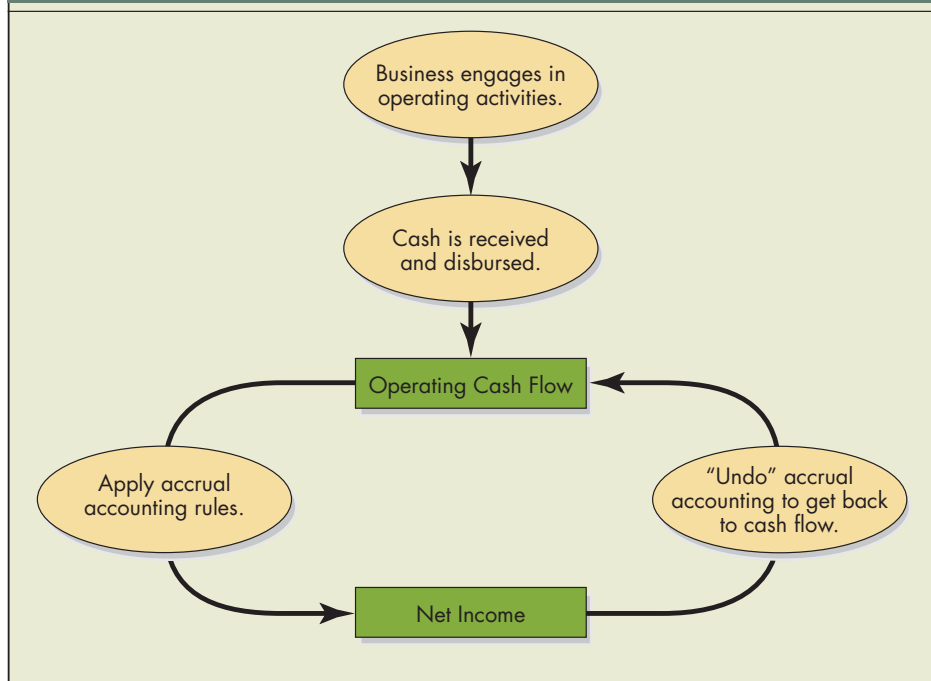 Business engages in
operating activities.
Cash is received
and disbursed.
Operating Cash Flow
Apply accrual
accounting rules.
“Undo” accrual
accounting to get back
to cash flow.
Net Income